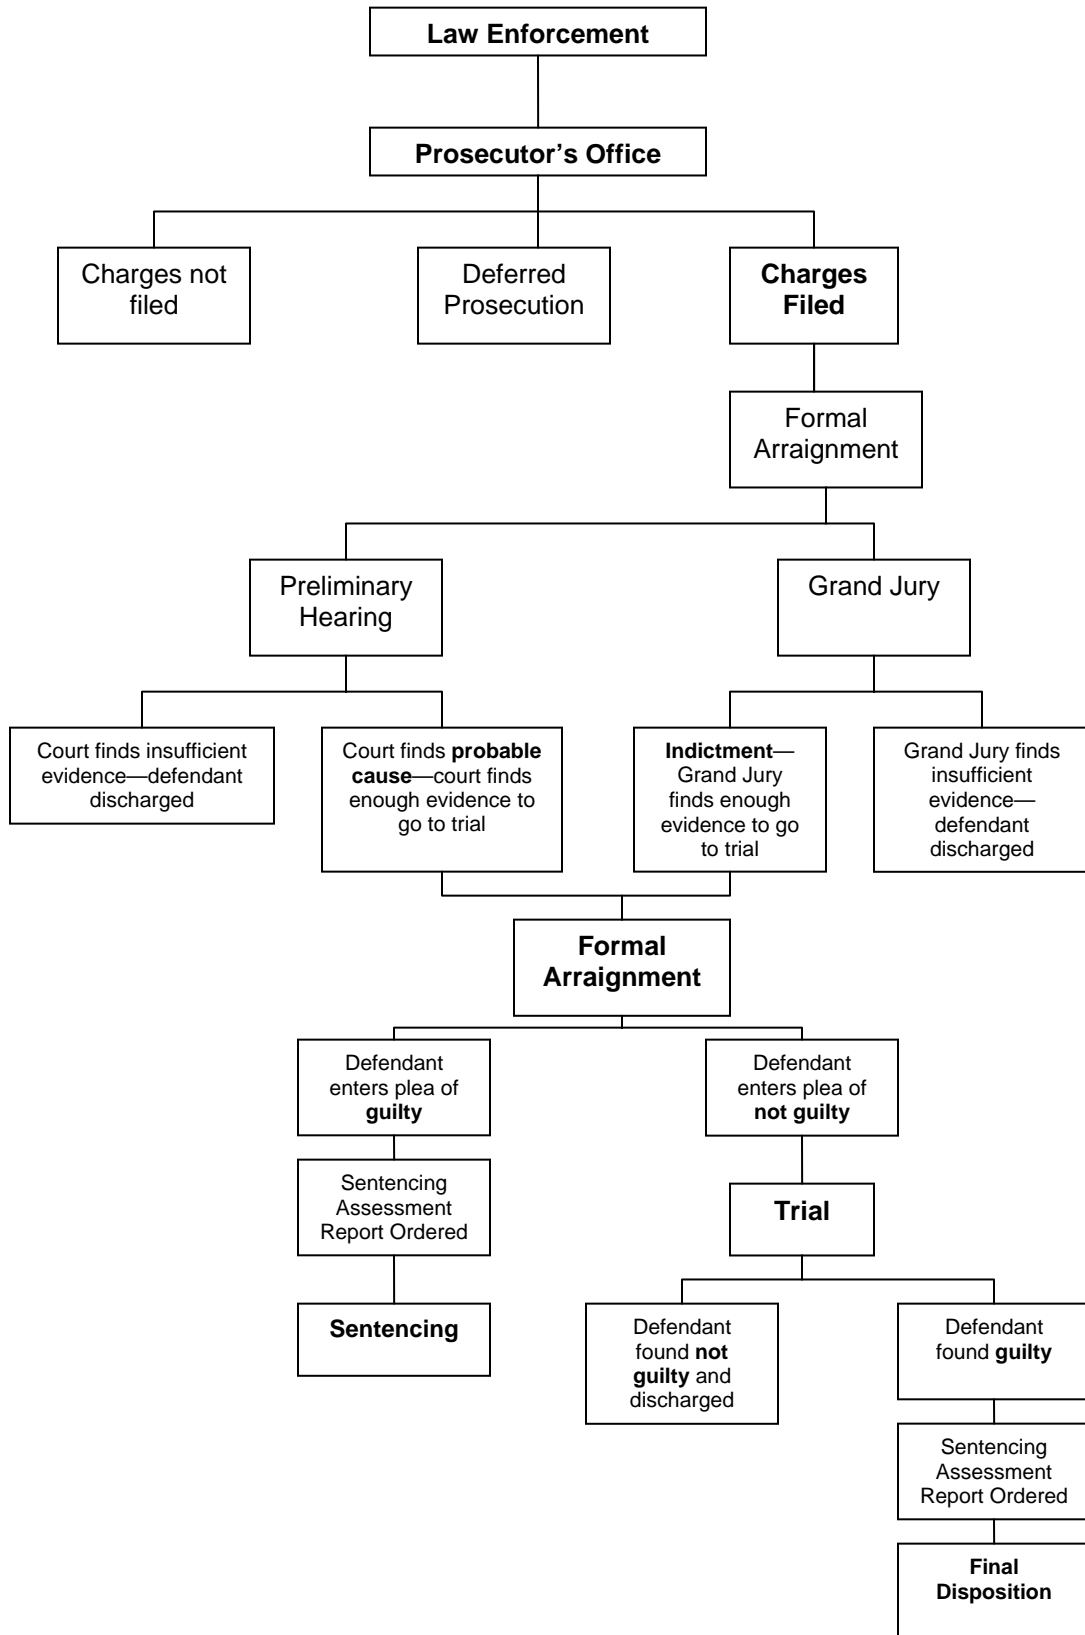 Law Enforcement
Prosecutor’s Office
Charges not
filed
Deferred
Prosecution
Charges
Filed
Formal
Arraignment
Preliminary
Hearing
Grand Jury
Court finds insufficient
evidence—defendant
discharged
Court finds probable
cause—court finds
enough evidence to
go to trial
Indictment—
Grand Jury
finds enough
evidence to go
to trial
Grand Jury finds
insufficient
evidence—
defendant
discharged
Formal
Arraignment
Defendant
enters plea of
guilty
Defendant
enters plea of
not guilty
Sentencing
Assessment
Report Ordered
Trial
Sentencing
Defendant
found not
guilty and
discharged
Defendant
found guilty
Sentencing
Assessment
Report Ordered
Final
Disposition